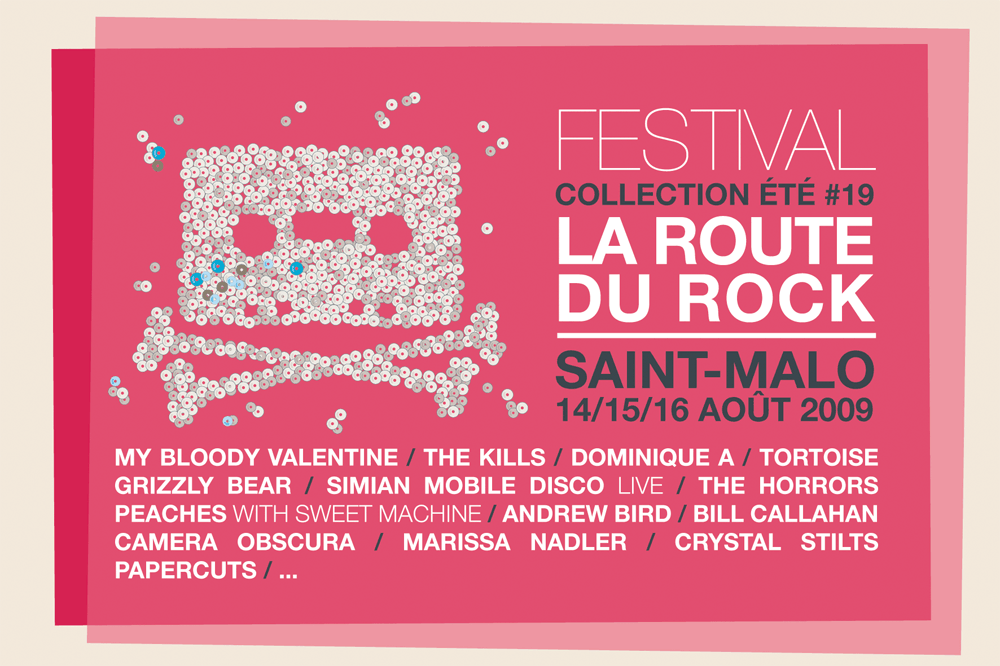 FESTIVAL
COLLECTION ÉTÉ #19
LA ROUTE
DU ROCK
SAINT-MALO
14/15/16 AOÛT 2009
MY BLOODY VALENTINE / THE KILLS / DOMINIQUE A / TORTOISE
GRIZZLY BEAR / SIMIAN MOBILE DISCO LIVE / THE HORRORS
PEACHES WITH SWEET MACHINE / ANDREW BIRD / BILL CALLAHAN
CAMERA OBSCURA / MARISSA NADLER / CRYSTAL STILTS
PAPERCUTS / ...